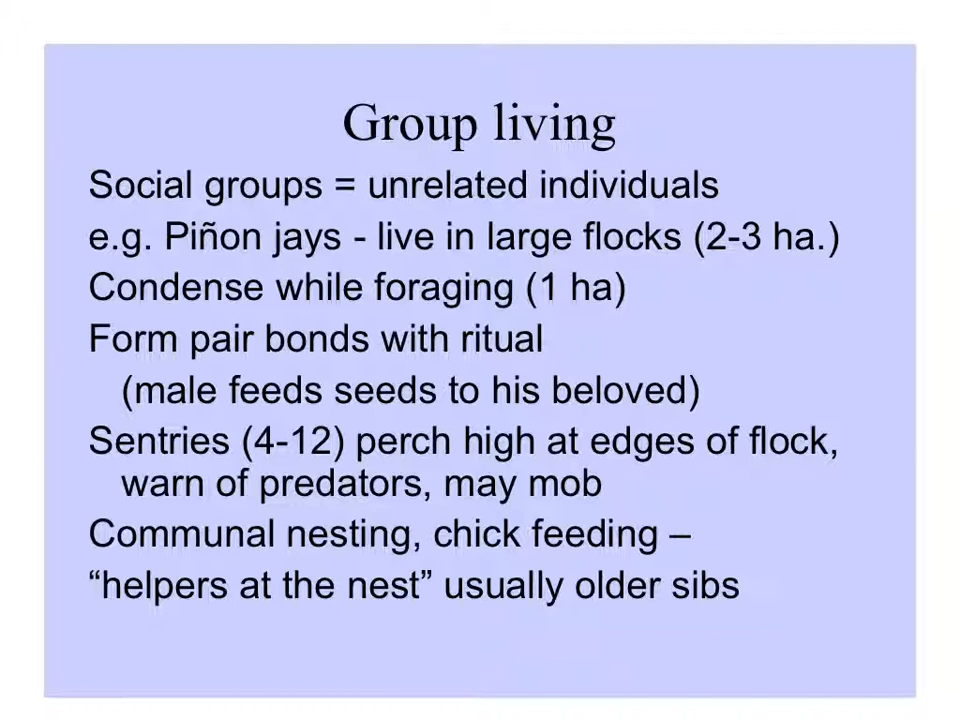 Group living
Social groups = unrelated individuals
e.g. Piñon jays - live in large flocks (2-3 ha.)
Condense while foraging (1 ha)
Form pair bonds with ritual
(male feeds seeds to his beloved)
Sentries (4-12) perch high at edges of flock,
warn of predators, may mob
Communal nesting, chick feeding –
“helpers at the nest” usually older sibs